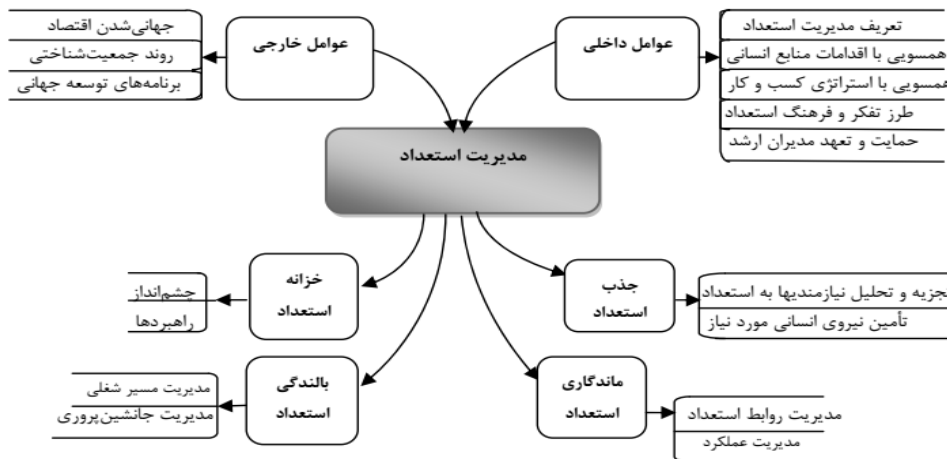 عوامل داخلی
تعریف مدیریت استعداد
همسویی با اقدامات منابع انسانی
همسویی با استراتژی کسب و کار
طرز تفکر و فرهنگ استعداد
حمایت و تعهد مدیران ارشد
عوامل خارجی
جهانی‌شدن اقتصاد
روند جمعیت‌شناختی
برنامه‌های توسعه جهانی
مدیریت استعداد
جذب
استعداد
تجزیه و تحلیل نیازمندیها به استعداد
تأمین نیروی انسانی مورد نیاز
خزانه
استعداد
چشم‌انداز
راهبردها
ماندگاری
استعداد
مدیریت روابط استعداد
مدیریت عملکرد
بالندگی
استعداد
مدیریت مسیر شغلی
مدیریت جانشین‌پروری